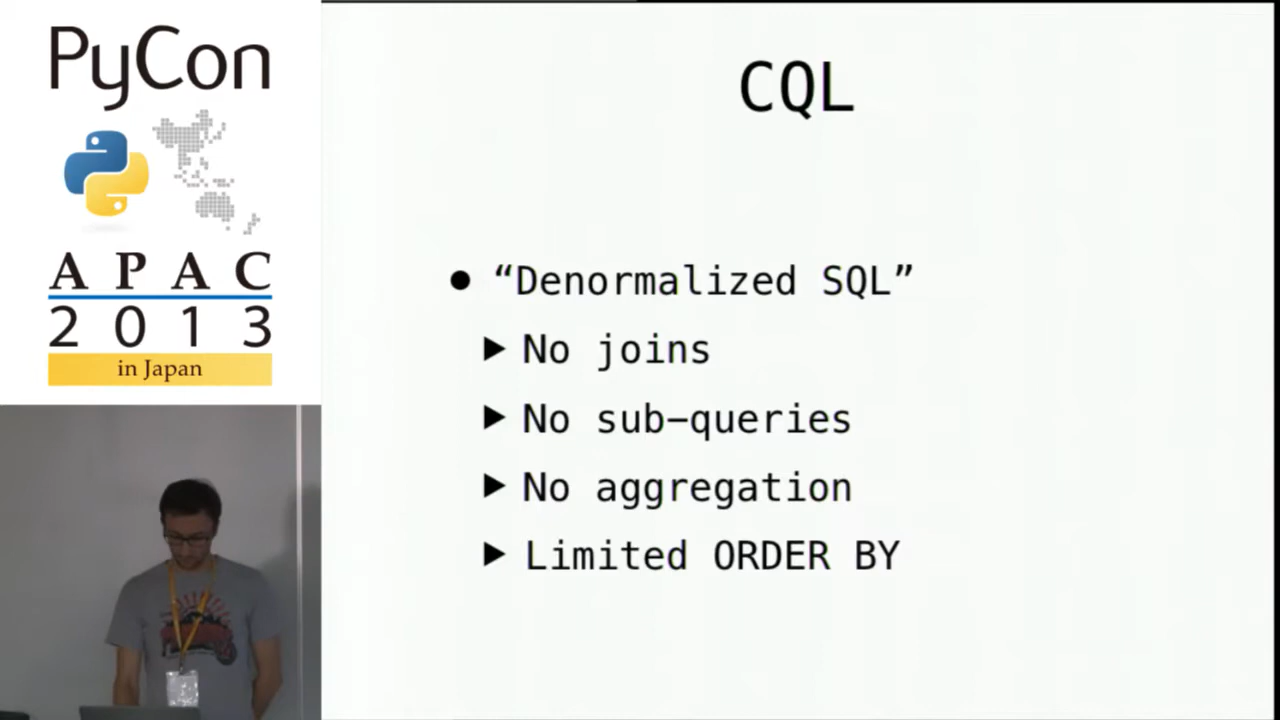 PyCon
APAC
2013
in Japan
CQL
● “Denormalized SQL”
▶ No joins
▶ No sub-queries
▶ No aggregation
▶ Limited ORDER BY